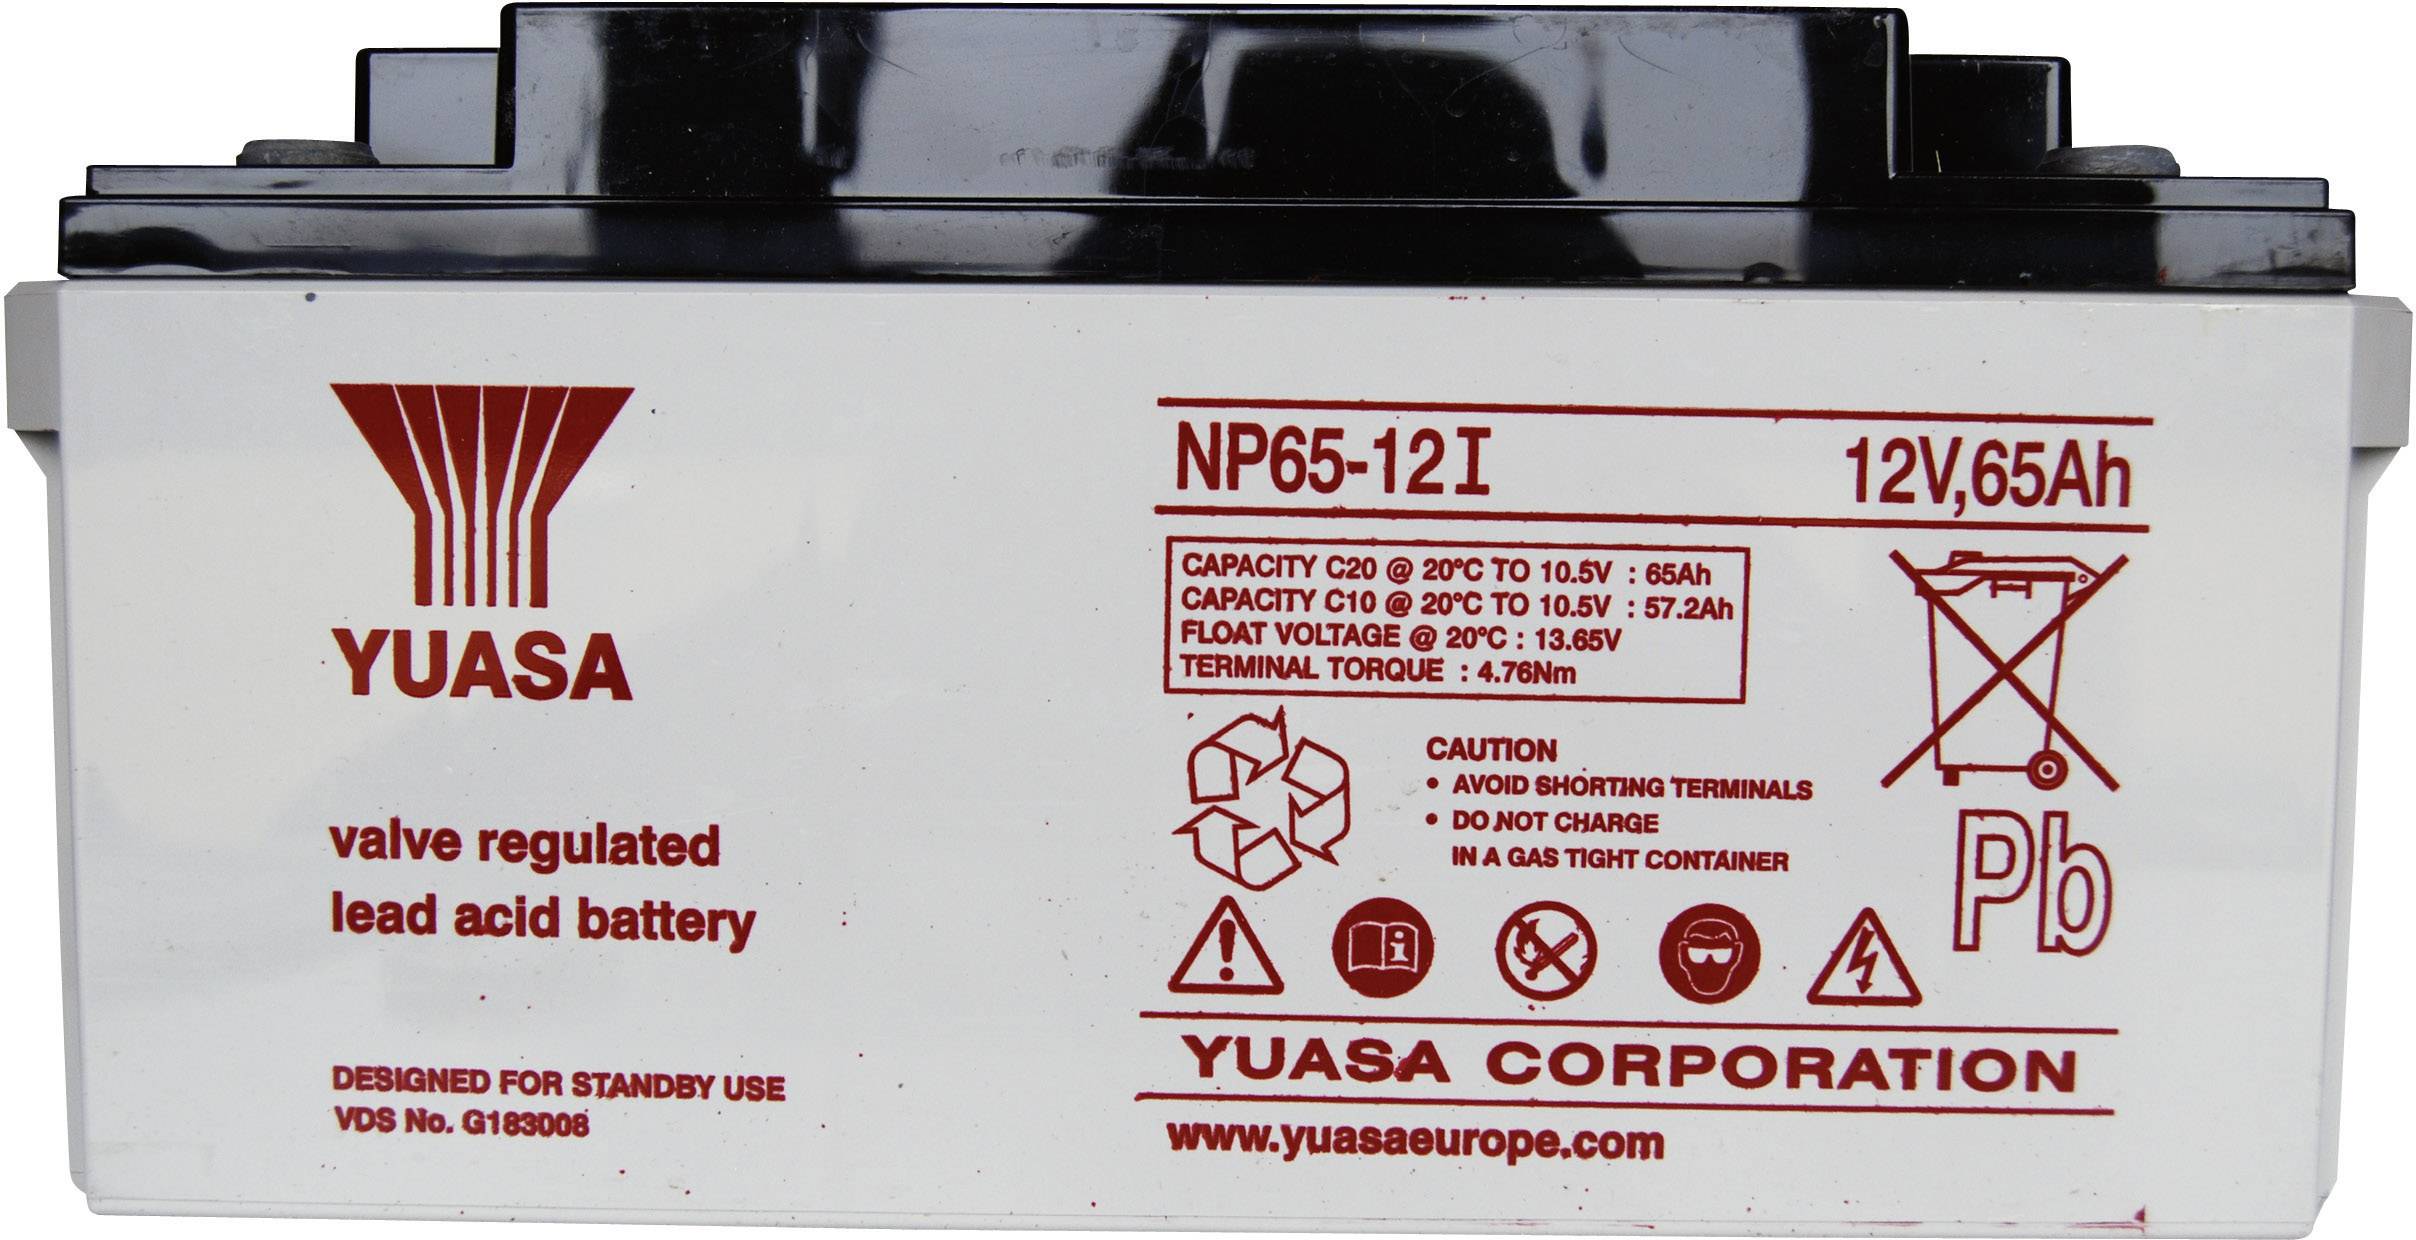 YUASA
valve regulated
lead acid battery
DESIGNED FOR STANDBY USE
VDS No. G183008
NP65-12I 12V,65Ah
CAPACITY C20 @ 20°C TO 10.5V : 65Ah
CAPACITY C10 @ 20°C TO 10.5V : 57.2Ah
FLOAT VOLTAGE @ 20°C : 13.65V
TERMINAL TORQUE : 4.76Nm
CAUTION
• AVOID SHORTING TERMINALS
• DO NOT CHARGE
IN A GAS TIGHT CONTAINER
Pb
YUASA CORPORATION
www.yuasaeurope.com